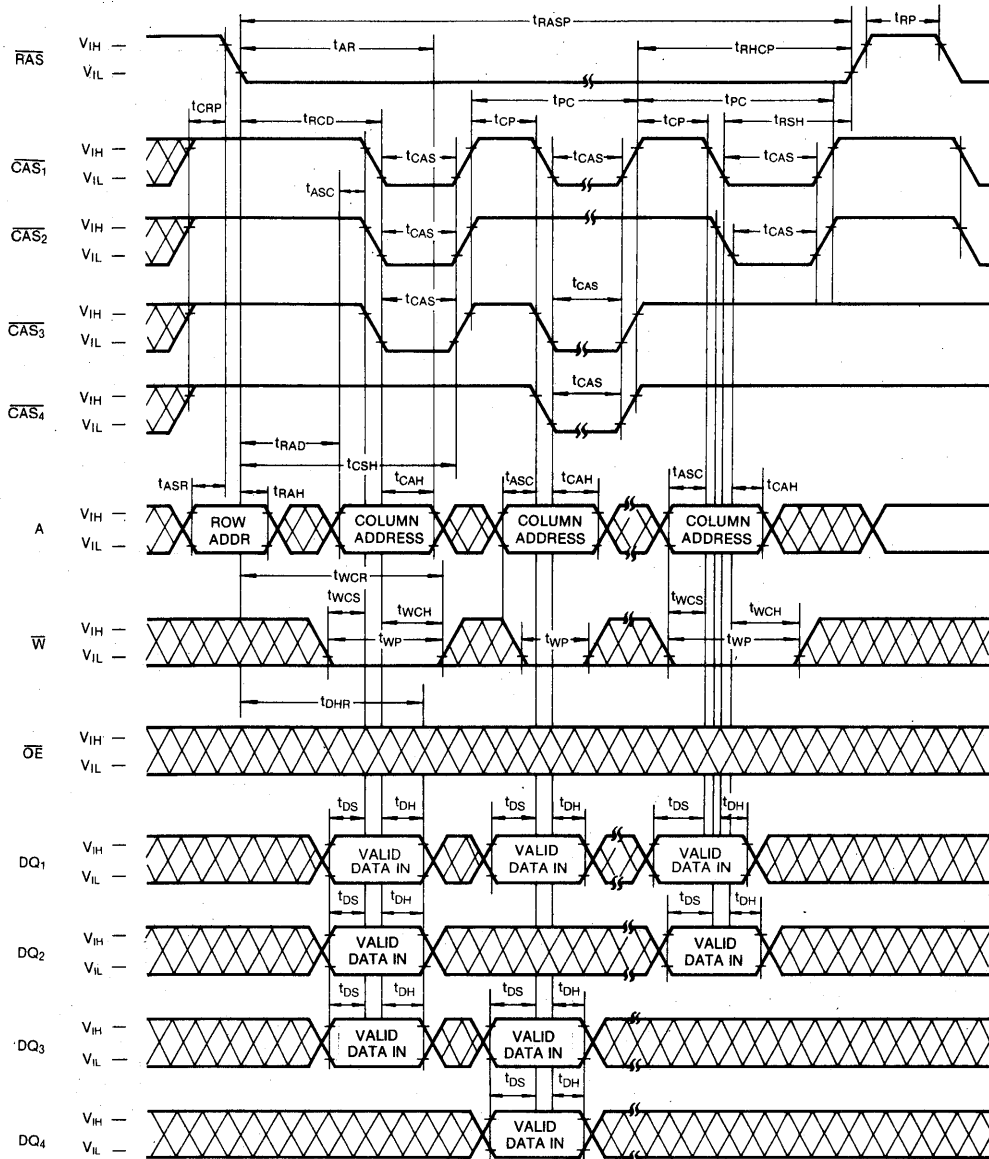 tRASP
tRP
tAR
tRHCP
RAS
VIH
VIL
tCRP
tRCD
tPC
tPC
tCP
tCP
tRSH
CAS1
VIH
VIL
tCAS
tCAS
tCAS
tASC
CAS2
VIH
VIL
tCAS
tCAS
CAS3
VIH
VIL
tCAS
tCAS
CAS4
VIH
VIL
tCAS
tRAD
tCSH
tASR
tRAH
tCAH
tASC
tCAH
tASC
tCAH
A
VIH
VIL
ROW ADDR
COLUMN ADDRESS
COLUMN ADDRESS
COLUMN ADDRESS
tWCR
tWCS
tWCH
tWCS
tWCH
W
VIH
VIL
tWP
tWP
tWP
tDHR
OE
VIH
VIL
tDS
tDH
tDS
tDH
tDS
tDH
DQ1
VIH
VIL
VALID DATA IN
VALID DATA IN
VALID DATA IN
tDS
tDH
tDS
tDH
DQ2
VIH
VIL
VALID DATA IN
VALID DATA IN
tDS
tDH
tDS
tDH
DQ3
VIH
VIL
VALID DATA IN
VALID DATA IN
tDS
tDH
DQ4
VIH
VIL
VALID DATA IN